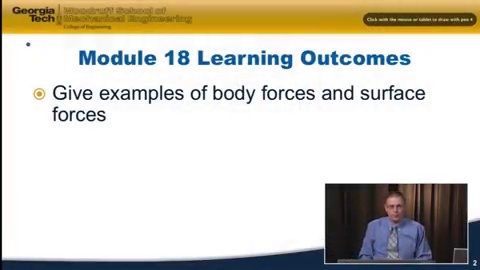 Georgia Tech
Woodruff School of
Mechanical Engineering
College of Engineering
Click with the mouse or tablet to draw with pen 4
Module 18 Learning Outcomes
Give examples of body forces and surface
forces
2